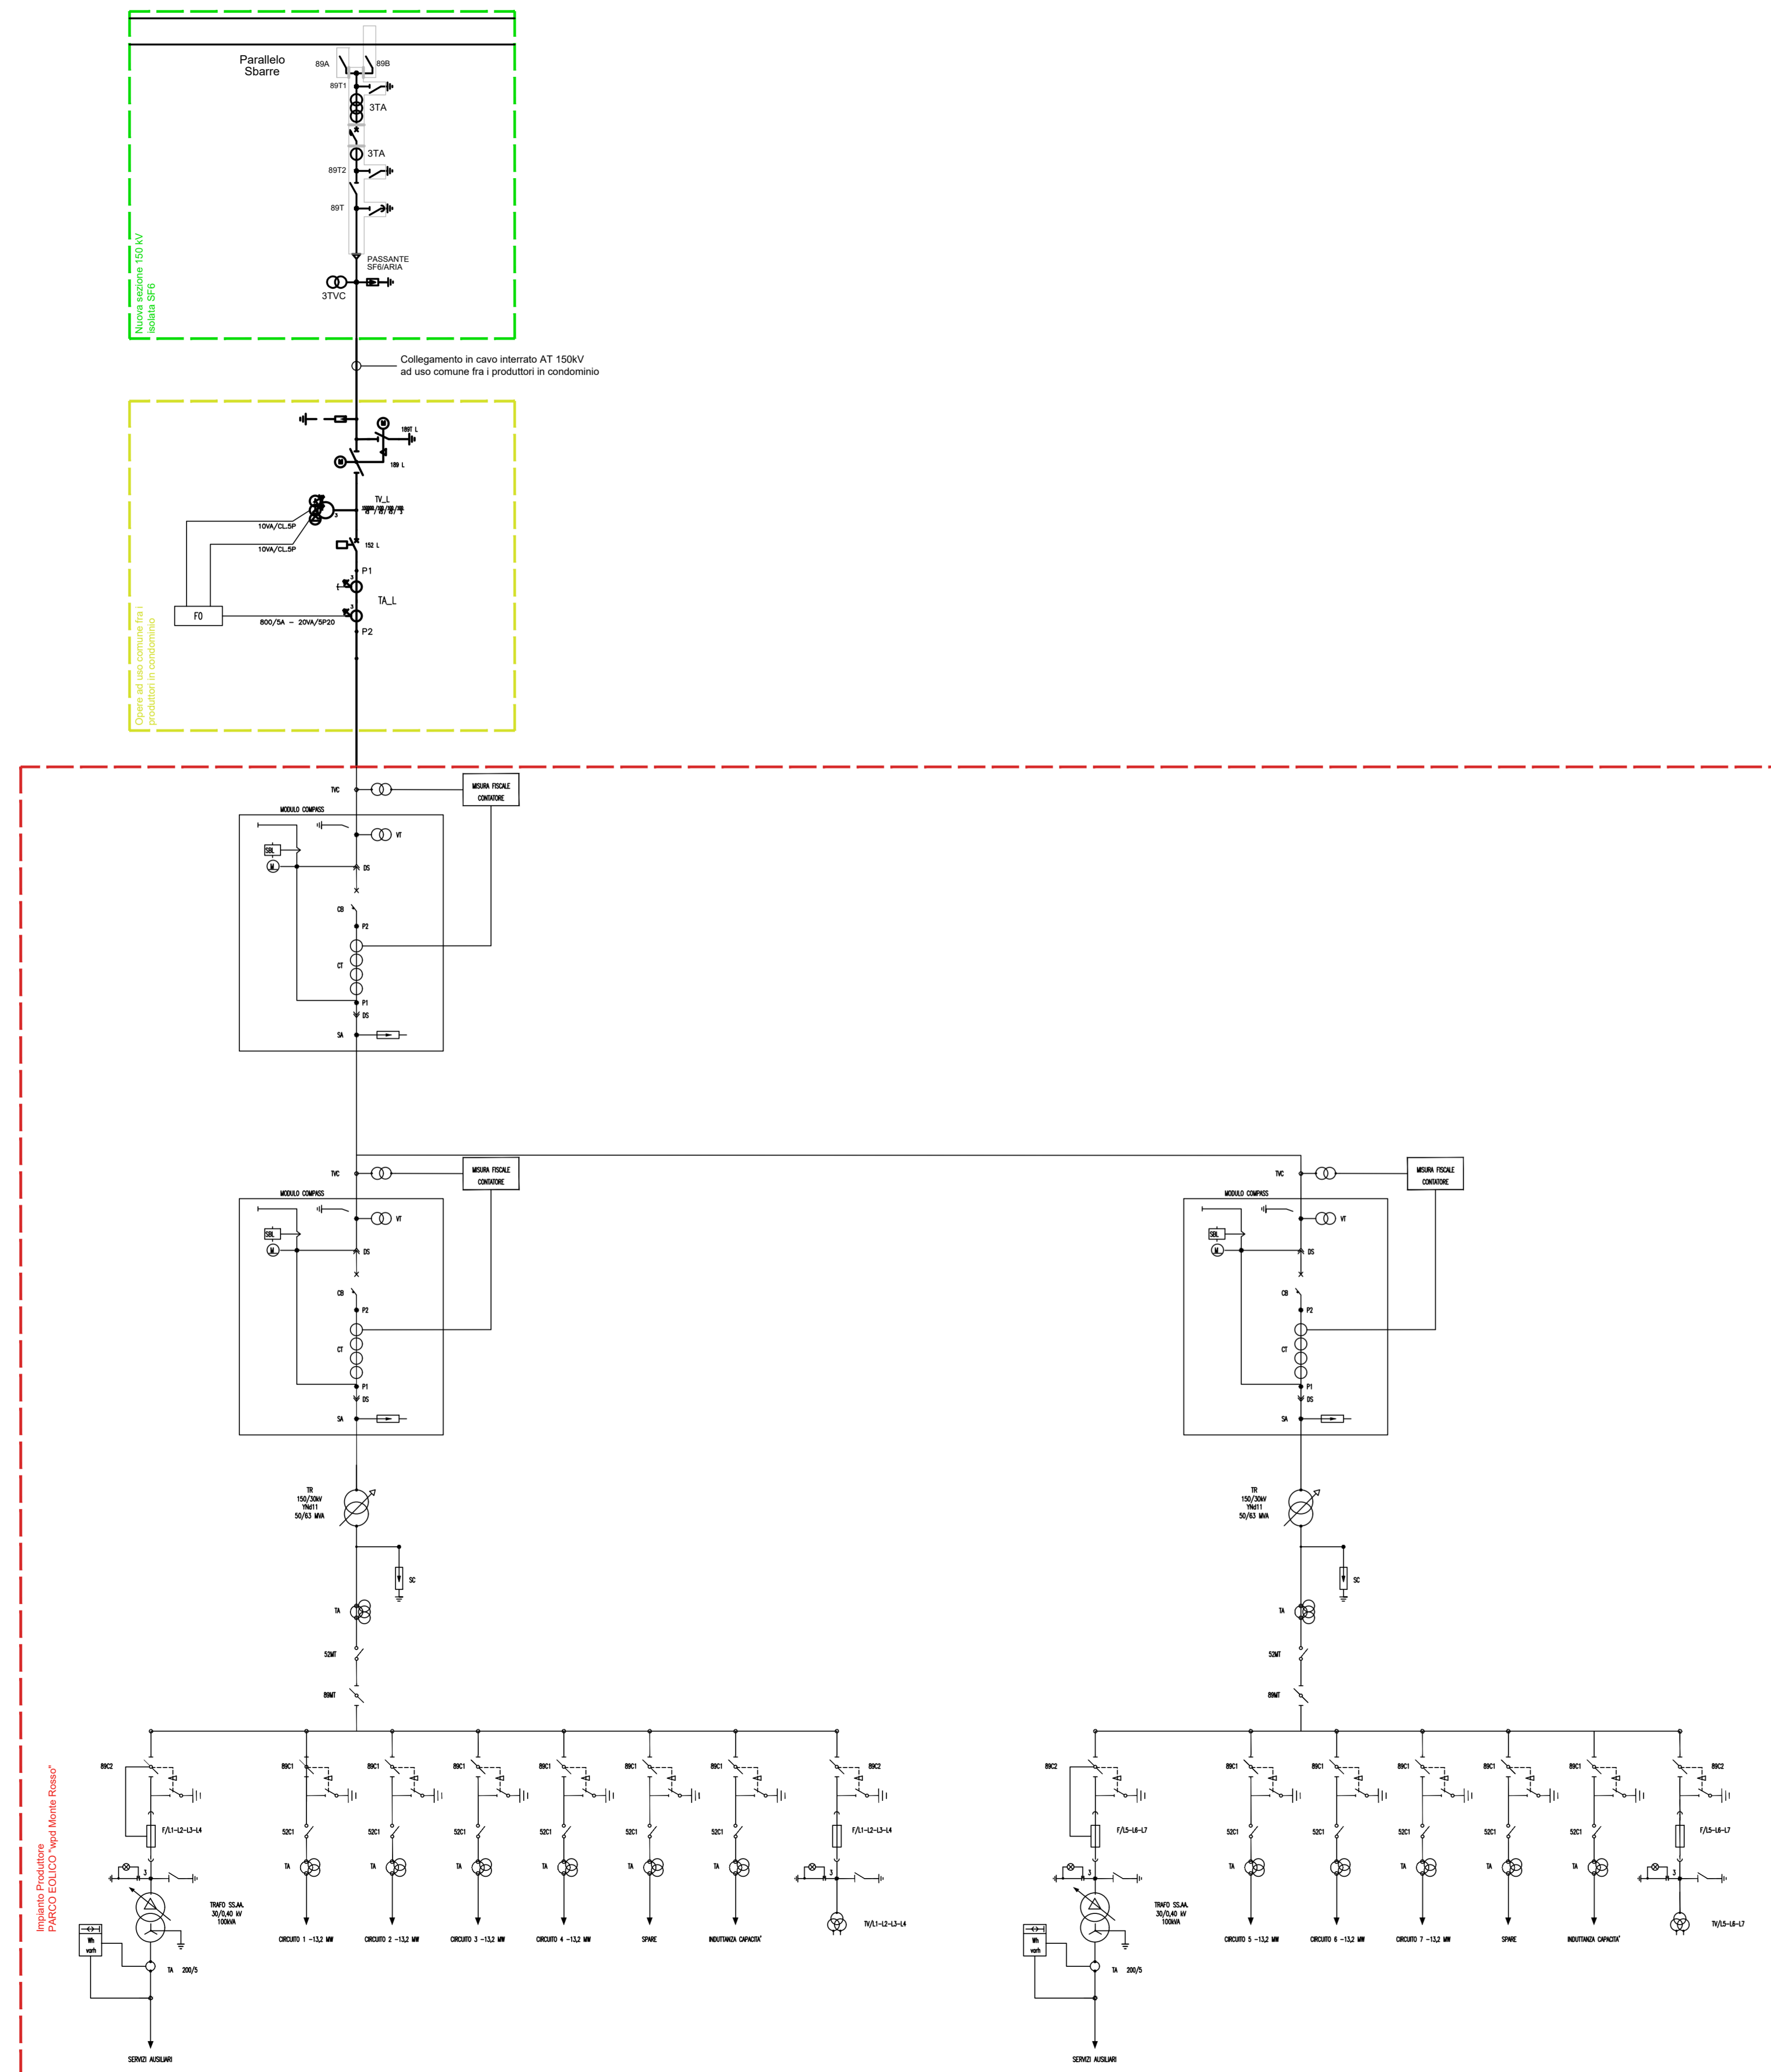 Parallelo
Sbarre
89A
89B
89T1
3TA
3TA
89T2
89T
PASSANTE
SF6/ARIA
3TVC
Nuova sezione 150 kV
isolata SF6
Collegamento in cavo interrato AT 150kV
ad uso comune fra i produttori in condominio
M
189T L
M
189 L
TV_L
3
10VA/CL.5P
10VA/CL.5P
152 L
P1
3
TA_L
3
FO
800/5A - 20VA/5P20
P2
Opere ad uso comune fra i
produttori in condominio
TVC
MISURA FISCALE
CONTATORE
MODULO COMPASS
VT
SBL
M
DS
CB
P2
CT
P1
DS
SA
TVC
MISURA FISCALE
CONTATORE
MODULO COMPASS
VT
SBL
M
DS
CB
P2
CT
P1
DS
SA
TVC
MISURA FISCALE
CONTATORE
MODULO COMPASS
VT
SBL
M
DS
CB
P2
CT
P1
DS
SA
TR
150/30kV
YNd11
50/63 MVA
SC
TA
52MT
89MT
TR
150/30kV
YNd11
50/63 MVA
SC
TA
52MT
89MT
89C2
89C1
89C1
89C1
89C1
89C1
89C1
89C2
F/L1-L2-L3-L4
52C1
52C1
52C1
52C1
52C1
52C1
F/L1-L2-L3-L4
3
TA
TA
TA
TA
TA
TA
3
TRAFO SS.AA.
30/0,40 kV
100kVA
TV/L1-L2-L3-L4
Wh
varh
CIRCUITO 1 -13,2 MW
CIRCUITO 2 -13,2 MW
CIRCUITO 3 -13,2 MW
CIRCUITO 4 -13,2 MW
SPARE
INDUTTANZA CAPACITA'
TA 200/5
SERVIZI AUSILIARI
89C2
89C1
89C1
89C1
89C1
89C1
89C2
F/L5-L6-L7
52C1
52C1
52C1
52C1
52C1
F/L5-L6-L7
3
TA
TA
TA
TA
TA
3
TRAFO SS.AA.
30/0,40 kV
100kVA
TV/L5-L6-L7
Wh
varh
CIRCUITO 5 -13,2 MW
CIRCUITO 6 -13,2 MW
CIRCUITO 7 -13,2 MW
SPARE
INDUTTANZA CAPACITA'
TA 200/5
SERVIZI AUSILIARI
Impianto Produttore
PARCO EOLICO "wpd Monte Rosso"